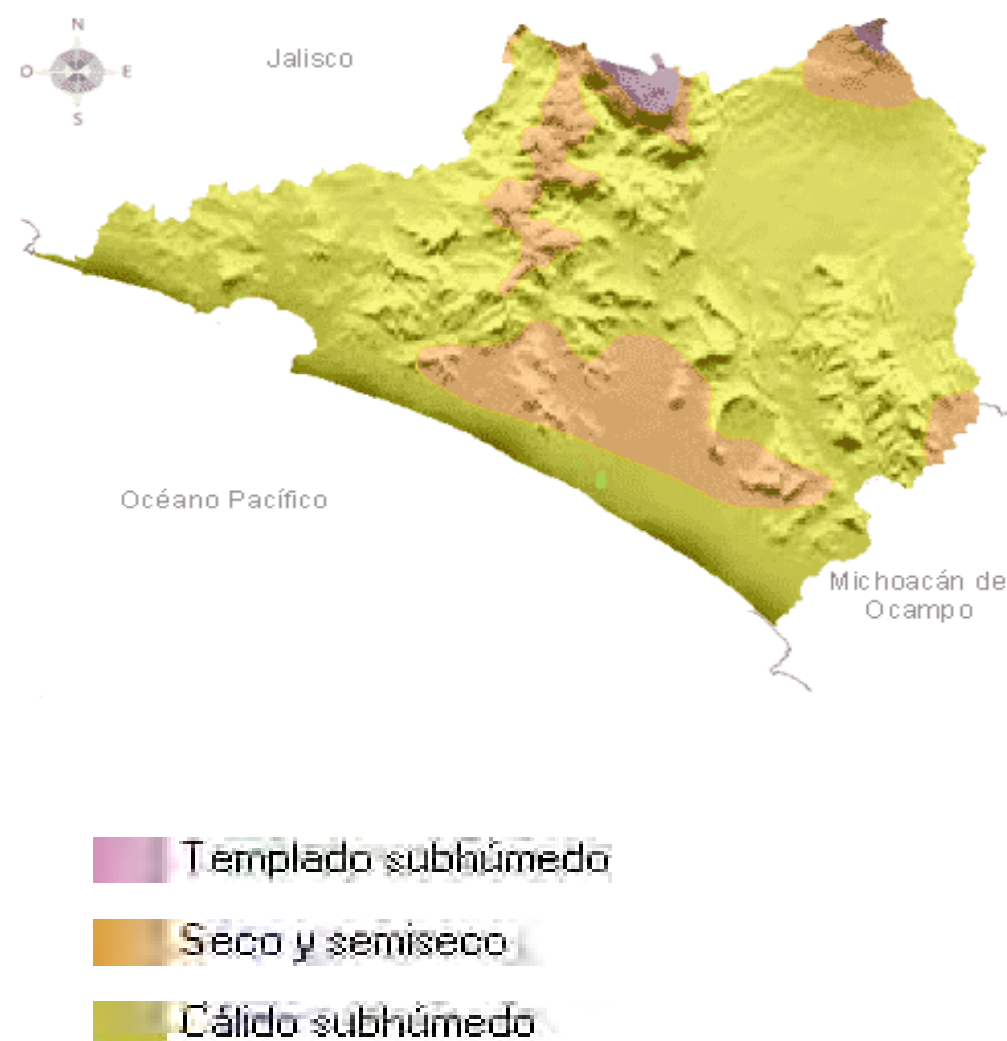 N
Jalisco
O E
S
Océano Pacífico
Michoacán de
Ocampo
Templado subhúmedo
Seco y semiseco
Cálido subhúmedo